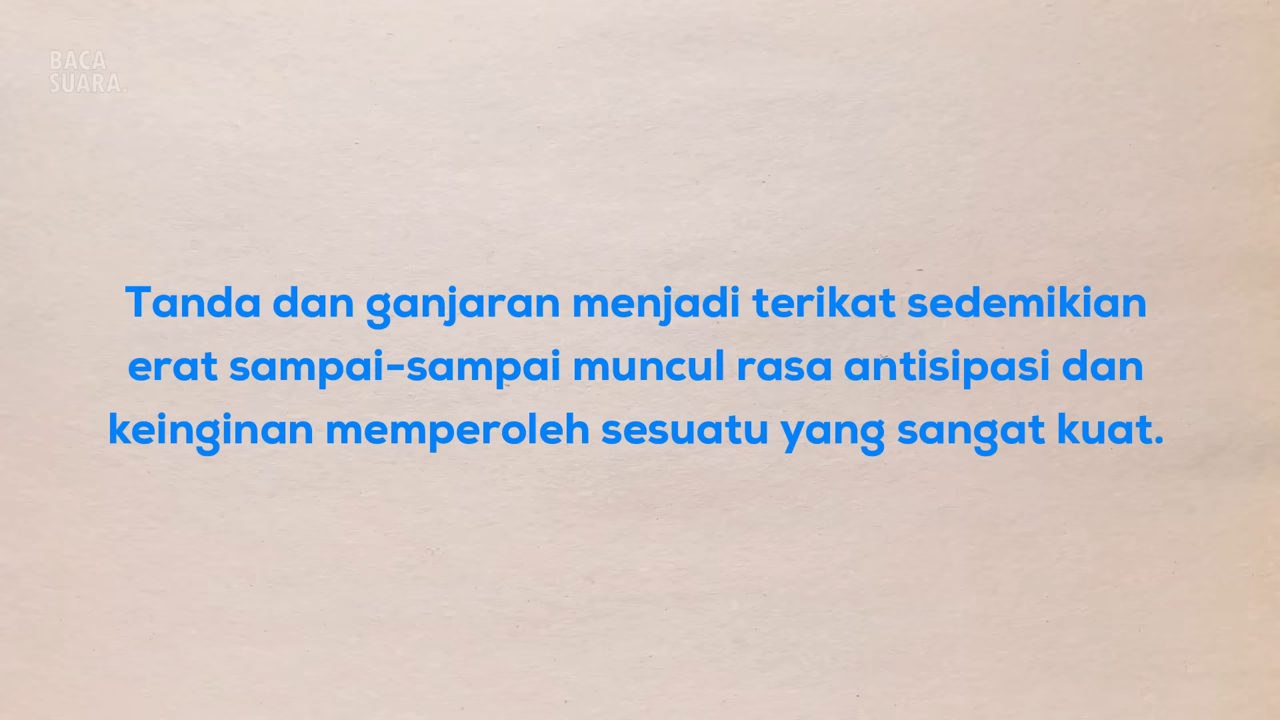 BACA
SUARA.
Tanda dan ganjaran menjadi terikat sedemikian
erat sampai-sampai muncul rasa antisipasi dan
keinginan memperoleh sesuatu yang sangat kuat.